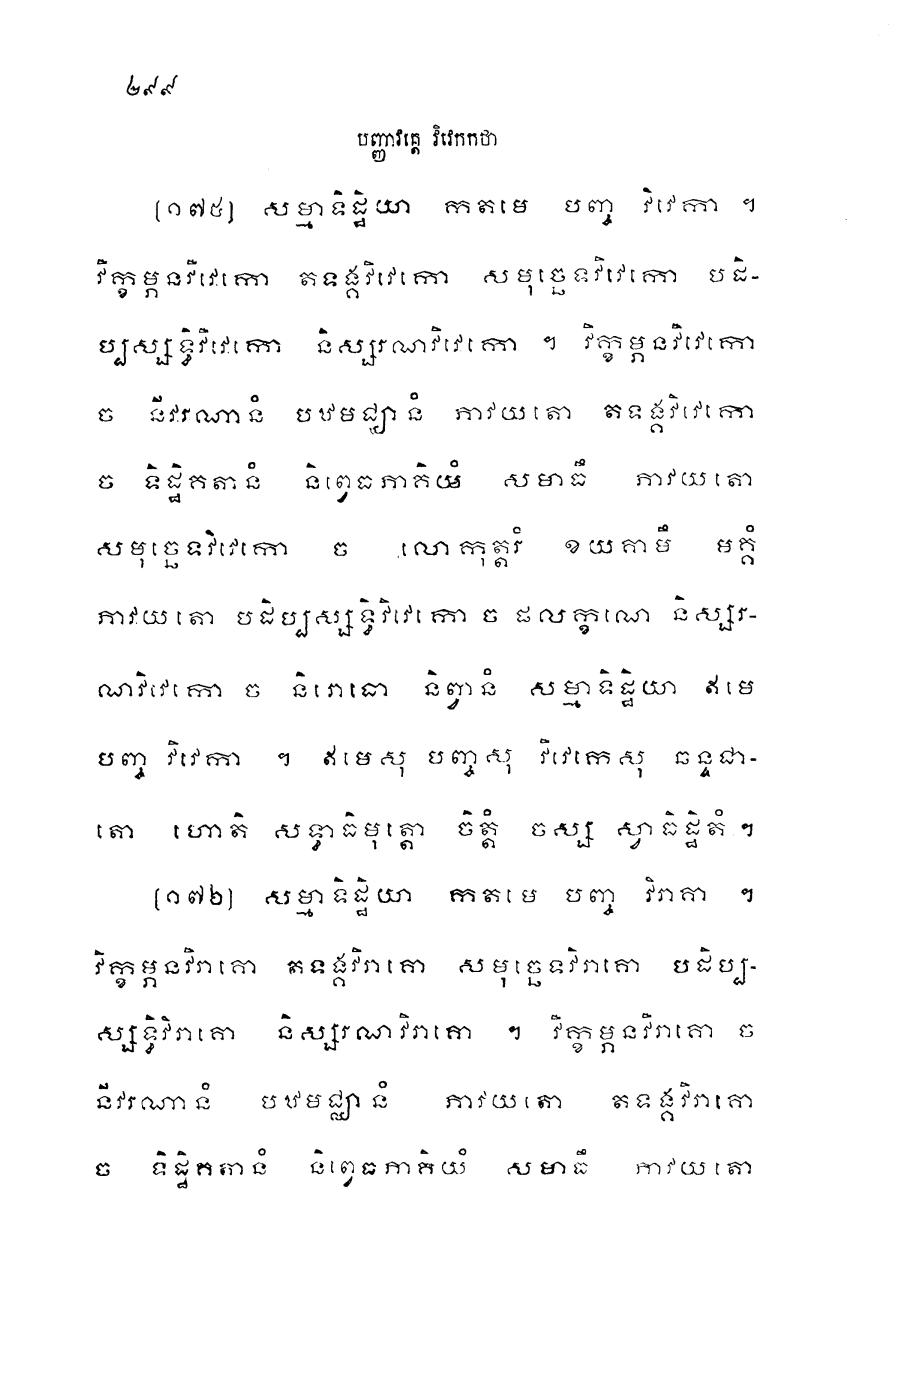 ២៩៩
បញ្ញាវគ្គេ វិវេកកថា
[១៧៥] សម្មាទិដ្ឋិយា កតមេ បញ្ច វិវេកា ។
វិក្ខម្ភនវិវេកោ តទង្គវិវេកោ សមុច្ឆេទវិវេកោ បដិ-
ប្បស្សទ្ធិវិវេកោ និស្សរណវិវេកោ ។ វិក្ខម្ភនវិវេកោ
ច នីវរណានំ បឋមជ្ឈានំ ភាវយតោ តទង្គវិវេកោ
ច ទិដ្ឋិគតានំ និព្វេធភាគិយំ សមាធឹ ភាវយតោ
សមុច្ឆេទវិវេកោ ច លោកុត្តរំ ខយគាមឹ មគ្គំ
ភាវយតោ បដិប្បស្សទ្ធិវិវេកោ ច ផលក្ខណេ និស្សរ-
ណវិវេកោ ច និរោធោ និព្វានំ សម្មាទិដ្ឋិយា ឥមេ
បញ្ច វិវេកា ។ ឥមេសុ បញ្ចសុ វិវេកេសុ ឆន្ទជា-
តោ ហោតិ សទ្ធាធិមុត្តោ ចិត្តំ ចស្ស ស្វាធិដ្ឋិតំ ។
[១៧៦] សម្មាទិដ្ឋិយា កតមេ បញ្ច វិរាគា ។
វិក្ខម្ភនវិរាគោ តទង្គវិរាគោ សមុច្ឆេទវិរាគោ បដិប្ប-
ស្សទ្ធិវិរាគោ និស្សរណវិរាគោ ។ វិក្ខម្ភនវិរាគោ ច
នីវរណានំ បឋមជ្ឈានំ ភាវយតោ តទង្គវិរាគោ
ច ទិដ្ឋិគតានំ និព្វេធភាគិយំ សមាធឹ ភាវយតោ